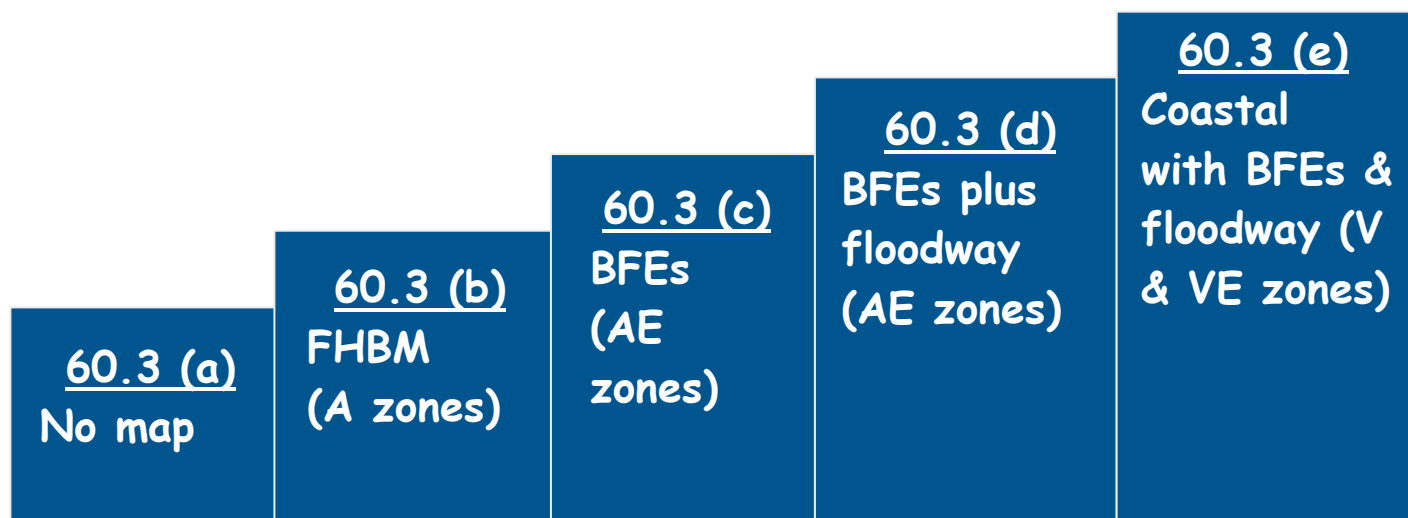 60.3 (a)
No map
60.3 (b)
FHBM
(A zones)
60.3 (c)
BFEs
(AE
zones)
60.3 (d)
BFEs plus
floodway
(AE zones)
60.3 (e)
Coastal
with BFEs &
floodway (V
& VE zones)